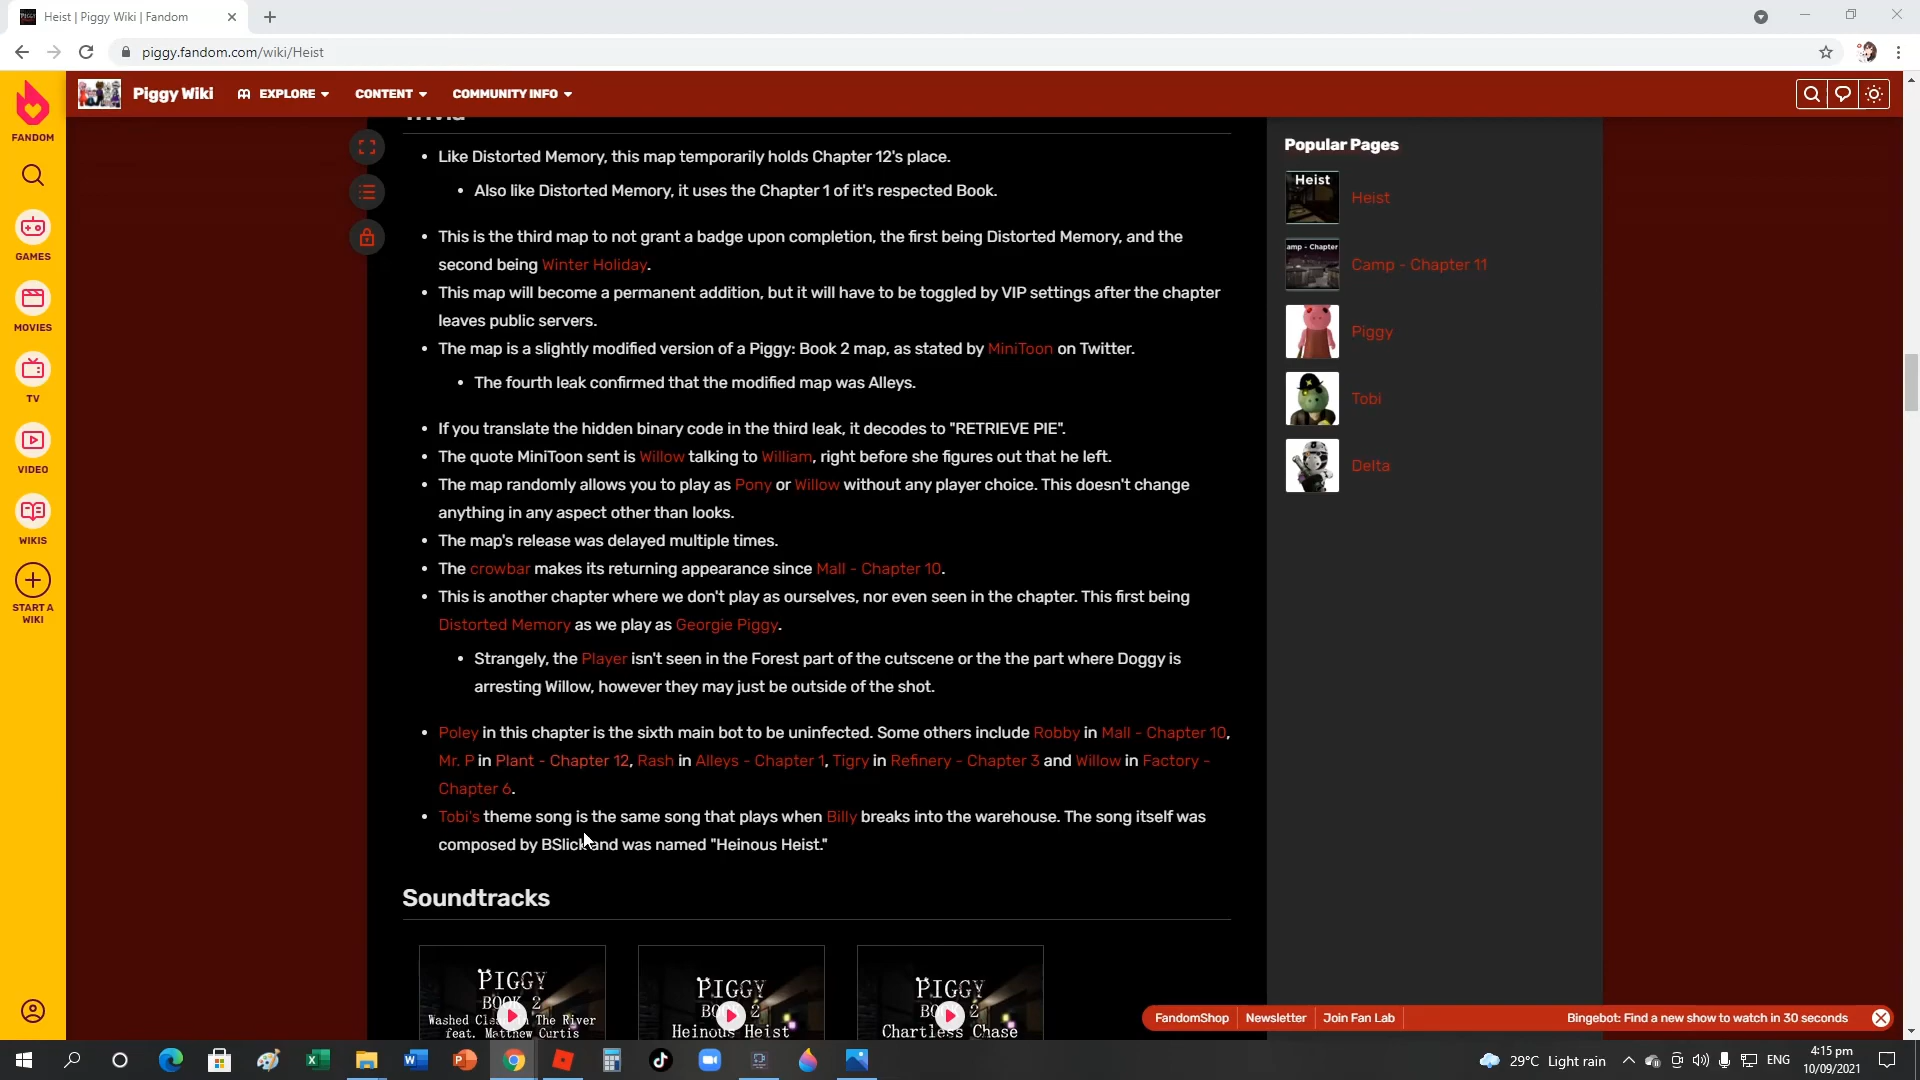 Heist | Piggy Wiki | Fandom
piggy.fandom.com/wiki/Heist
FANDOM
GAMES
MOVIES
TV
VIDEO
WIKIS
START A
WIKI
Piggy Wiki
EXPLORE
CONTENT
COMMUNITY INFO
Trivia
Like Distorted Memory, this map temporarily holds Chapter 12's place.
Also like Distorted Memory, it uses the Chapter 1 of it's respected Book.
This is the third map to not grant a badge upon completion, the first being Distorted Memory, and the
second being Winter Holiday.
This map will become a permanent addition, but it will have to be toggled by VIP settings after the chapter
leaves public servers.
The map is a slightly modified version of a Piggy: Book 2 map, as stated by MiniToon on Twitter.
The fourth leak confirmed that the modified map was Alleys.
If you translate the hidden binary code in the third leak, it decodes to "RETRIEVE PIE".
The quote MiniToon sent is Willow talking to William, right before she figures out that he left.
The map randomly allows you to play as Pony or Willow without any player choice. This doesn't change
anything in any aspect other than looks.
The map's release was delayed multiple times.
The crowbar makes its returning appearance since Mall - Chapter 10.
This is another chapter where we don't play as ourselves, nor even seen in the chapter. This first being
Distorted Memory as we play as Georgie Piggy.
Strangely, the Player isn't seen in the Forest part of the cutscene or the the part where Doggy is
arresting Willow, however they may just be outside of the shot.
Poley in this chapter is the sixth main bot to be uninfected. Some others include Robby in Mall - Chapter 10,
Mr. P in Plant - Chapter 12, Rash in Alleys - Chapter 1, Tigry in Refinery - Chapter 3 and Willow in Factory -
Chapter 6.
Tobi's theme song is the same song that plays when Billy breaks into the warehouse. The song itself was
composed by BSlick and was named "Heinous Heist."
Soundtracks
PIGGY
BOOK 2
Washed Clean In The River
feat. Matthew Curtis
PIGGY
BOOK 2
Heinous Heist
PIGGY
BOOK 2
Chartless Chase
Popular Pages
Heist
Heist
amp - Chapter
Camp - Chapter 11
Piggy
Tobi
Delta
FandomShop
Newsletter
Join Fan Lab
Bingebot: Find a new show to watch in 30 seconds
29°C Light rain
ENG
4:15 pm
10/09/2021